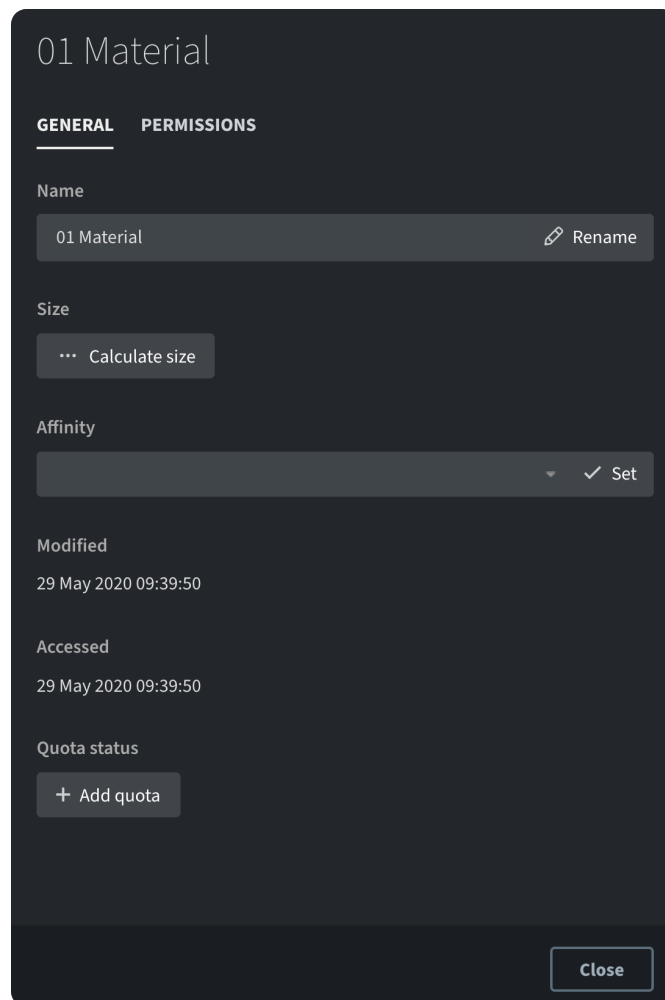 01 Material
GENERAL PERMISSIONS
Name
01 Material Rename
Size
Calculate size
Affinity
Set
Modified
29 May 2020 09:39:50
Accessed
29 May 2020 09:39:50
Quota status
Add quota
Close